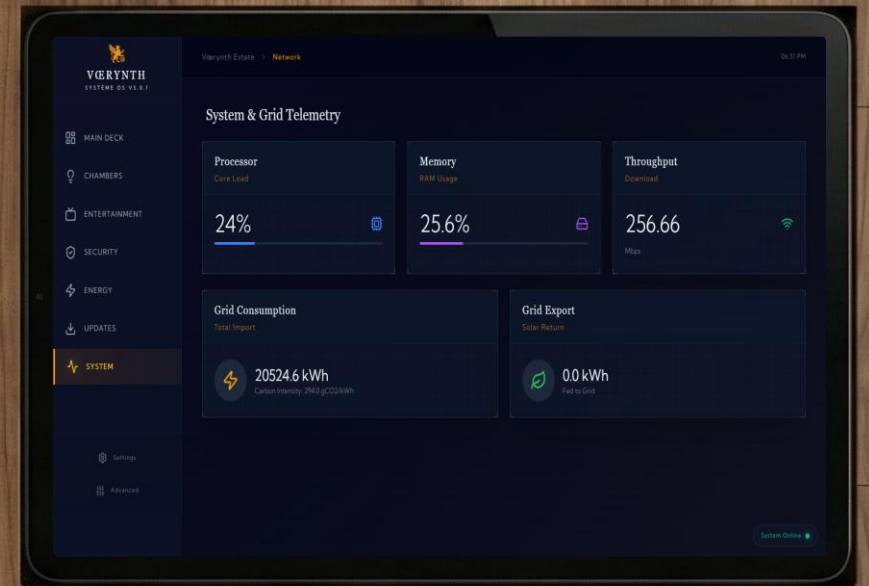 VŒRYNTH
SYSTÈME OS V5.0.1
MAIN DECK
CHAMBERS
ENTERTAINMENT
SECURITY
ENERGY
UPDATES
SYSTEM
Settings
Advanced
Værynth Estate > Network
06:51 PM
System & Grid Telemetry
Processor
Core Load
24%
Memory
RAM Usage
25.6%
Throughput
Download
256.66
Mbps
Grid Consumption
Total Import
20524.6 kWh
Carbon Intensity: 294.0 gCO2/kWh
Grid Export
Solar Return
0.0 kWh
Fed to Grid
System Online